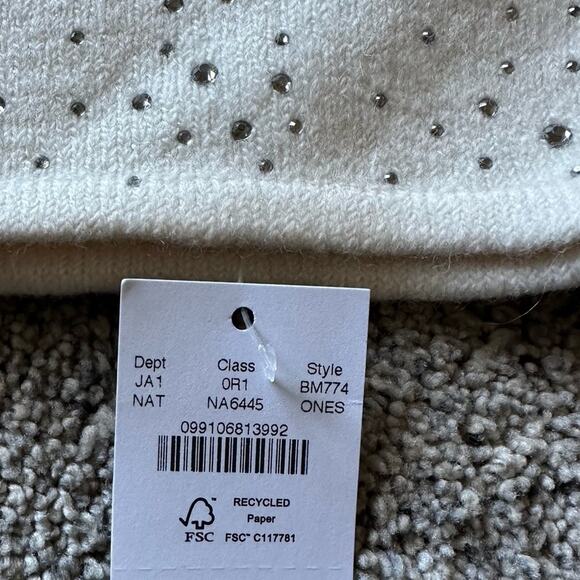 Dept Class Style
JA1 0R1 BM774
NAT NA6445 ONES
099106813992
RECYCLED
Paper
FSC
FSC™ C117781